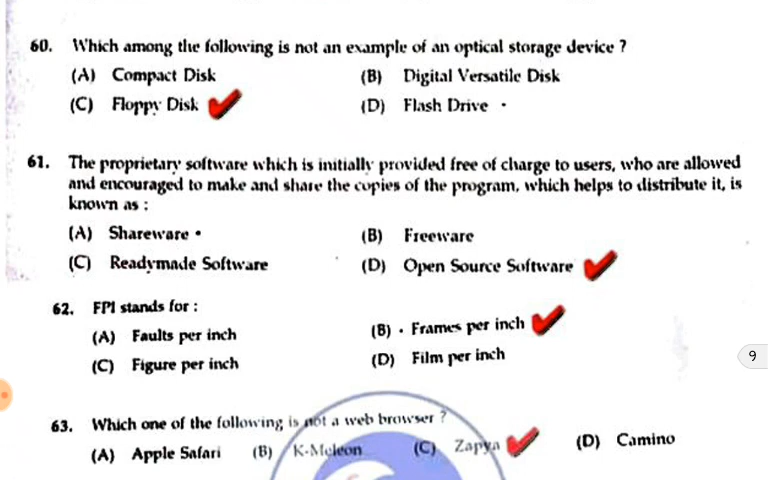 60. Which among the following is not an example of an optical storage device ?
(A) Compact Disk (B) Digital Versatile Disk
(C) Floppy Disk (D) Flash Drive
61. The proprietary software which is initially provided free of charge to users, who are allowed
and encouraged to make and share the copies of the program, which helps to distribute it, is
known as :
(A) Shareware (B) Freeware
(C) Readymade Software (D) Open Source Software
62. FPI stands for :
(A) Faults per inch (B) Frames per inch
(C) Figure per inch (D) Film per inch
9
63. Which one of the following is not a web browser ?
(A) Apple Safari (B) K-Meleon (C) Zapya (D) Camino